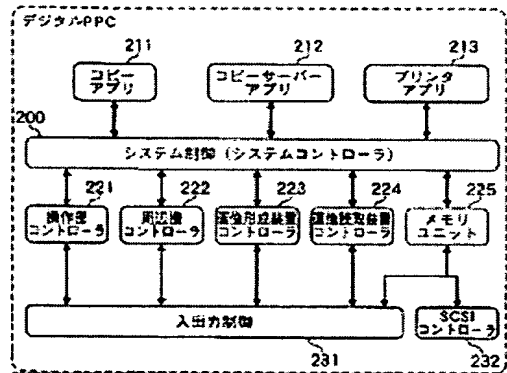 デジタルPPC
211
212
213
コピー
アプリ
コピーサーバー
アプリ
プリンタ
アプリ
200
システム制御(システムコントローラ)
221
222
223
224
225
操作部
コントローラ
周辺機
コントローラ
画像形成装置
コントローラ
画像読取装置
コントローラ
メモリ
ユニット
入出力制御
SCSI
コントローラ
231
232